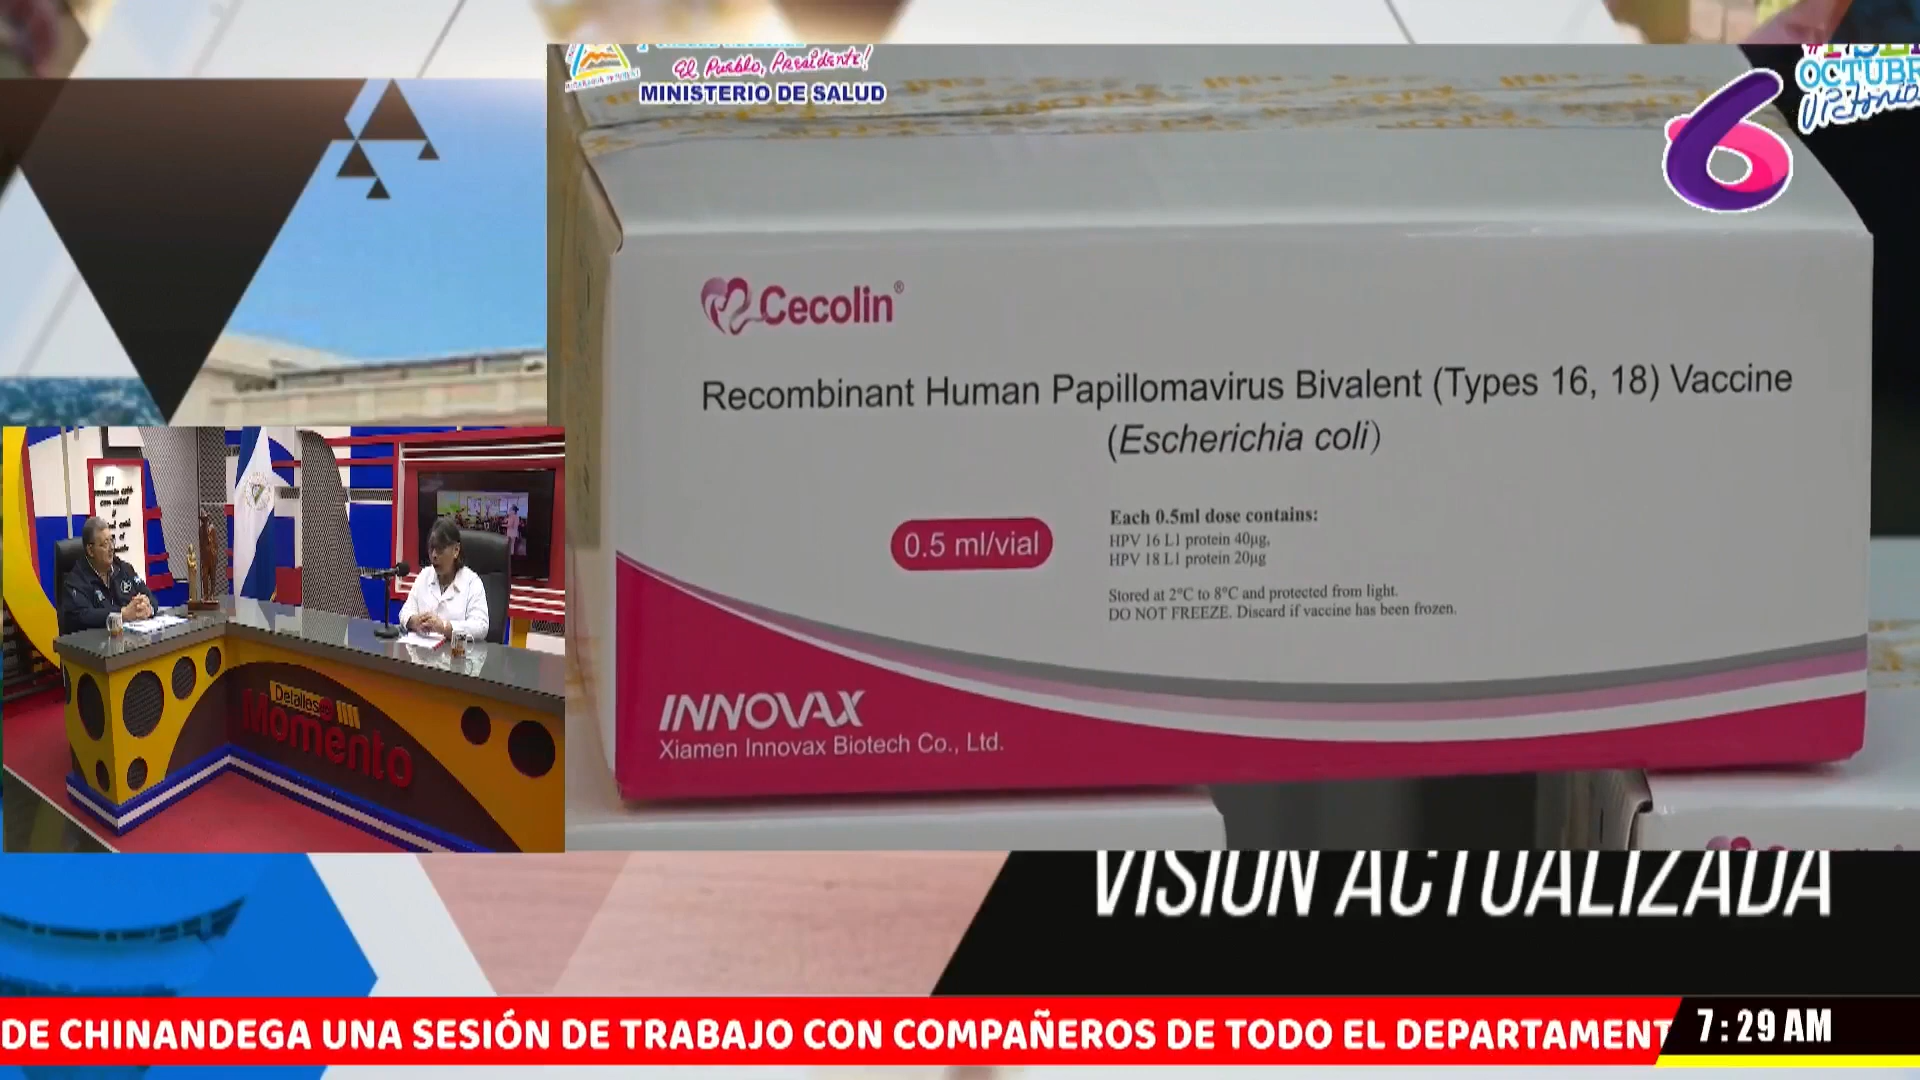 El Pueblo, Presidente!
MINISTERIO DE SALUD
OCTUBR
6
Cecolin®
Recombinant Human Papillomavirus Bivalent (Types 16, 18) Vaccine
(Escherichia coli)
0.5 ml/vial
Each 0.5ml dose contains:
HPV 16 L1 protein 40μg,
HPV 18 L1 protein 20μg
Stored at 2°C to 8°C and protected from light.
DO NOT FREEZE. Discard if vaccine has been frozen.
INNOVAX
Xiamen Innovax Biotech Co., Ltd.
Detalles
Momento
VISIÓN ACTUALIZADA
DE CHINANDEGA UNA SESIÓN DE TRABAJO CON COMPAÑEROS DE TODO EL DEPARTAMENT
7:29 AM